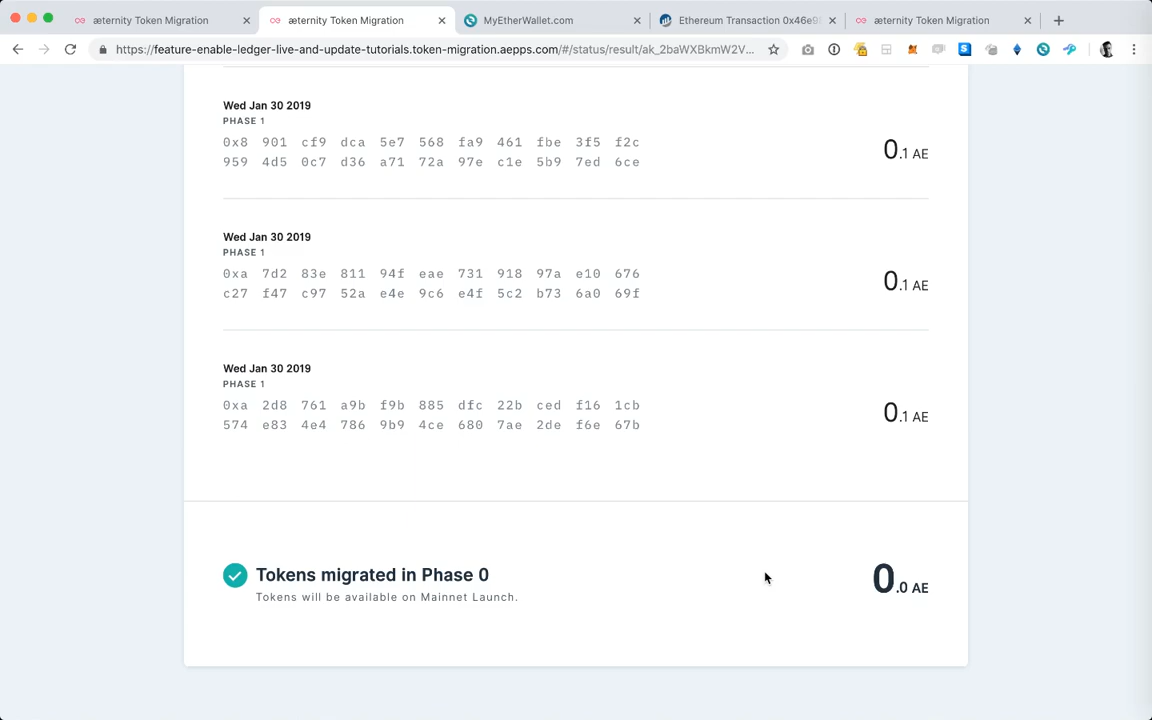 æternity Token Migration
æternity Token Migration
MyEtherWallet.com
Ethereum Transaction 0x46e9
æternity Token Migration
https://feature-enable-ledger-live-and-update-tutorials.token-migration.aepps.com/#/status/result/ak_2baWXBkmW2V...
Wed Jan 30 2019
PHASE 1
0x8 901 cf9 dca 5e7 568 fa9 461 fbe 3f5 f2c
959 4d5 0c7 d36 a71 72a 97e c1e 5b9 7ed 6ce
0.1 AE
Wed Jan 30 2019
PHASE 1
0xa 7d2 83e 811 94f eae 731 918 97a e10 676
c27 f47 c97 52a e4e 9c6 e4f 5c2 b73 6a0 69f
0.1 AE
Wed Jan 30 2019
PHASE 1
0xa 2d8 761 a9b f9b 885 dfc 22b ced f16 1cb
574 e83 4e4 786 9b9 4ce 680 7ae 2de f6e 67b
0.1 AE
Tokens migrated in Phase 0
Tokens will be available on Mainnet Launch.
0.0 AE